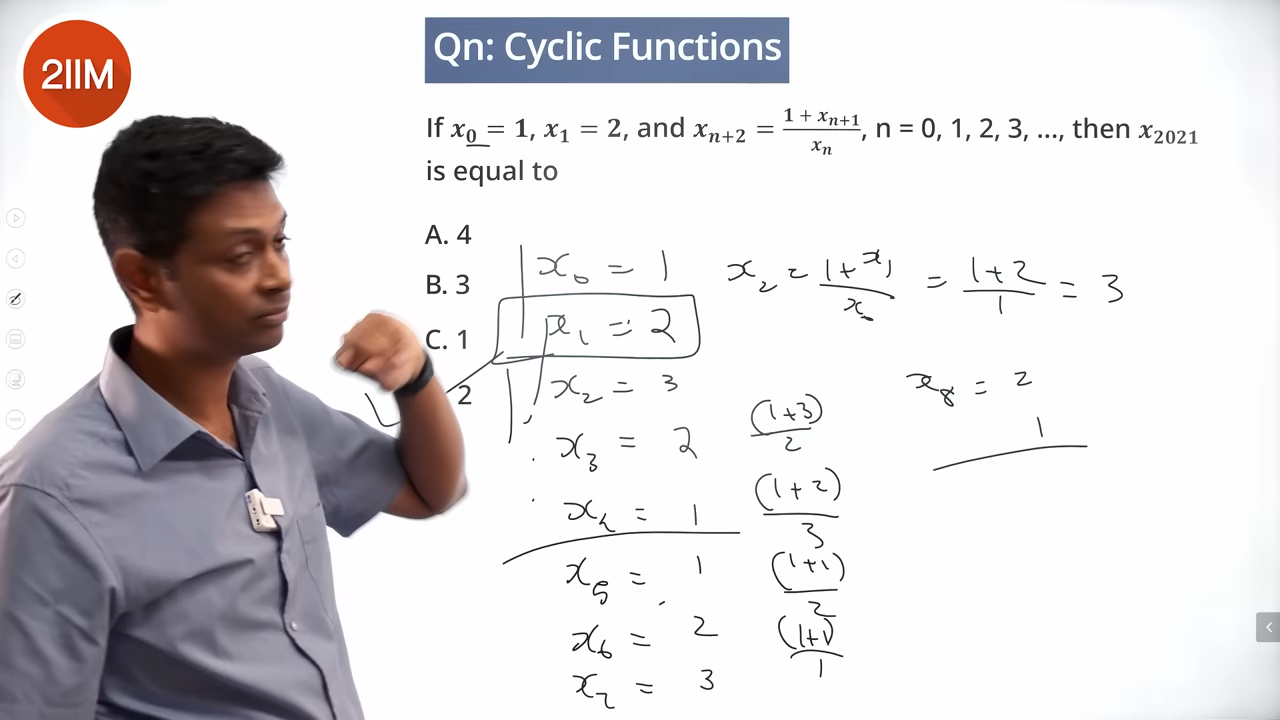 2IIM
Qn: Cyclic Functions
If x₀ = 1, x₁ = 2, and xₙ₊₂ = (1 + xₙ₊₁)/xₙ, n = 0, 1, 2, 3, ..., then x₂₀₂₁
is equal to
A. 4
B. 3
C. 1
2
x₀ = 1
x₁ = 2
x₂ = 3
x₃ = 2 (1+3)/2
x₄ = 1 (1+2)/3
x₅ = 1 (1+1)/2
x₆ = 2 (1+1)/1
x₇ = 3
x₂ = (1+x₁)/x₀ = (1+2)/1 = 3
x₈ = 2
1